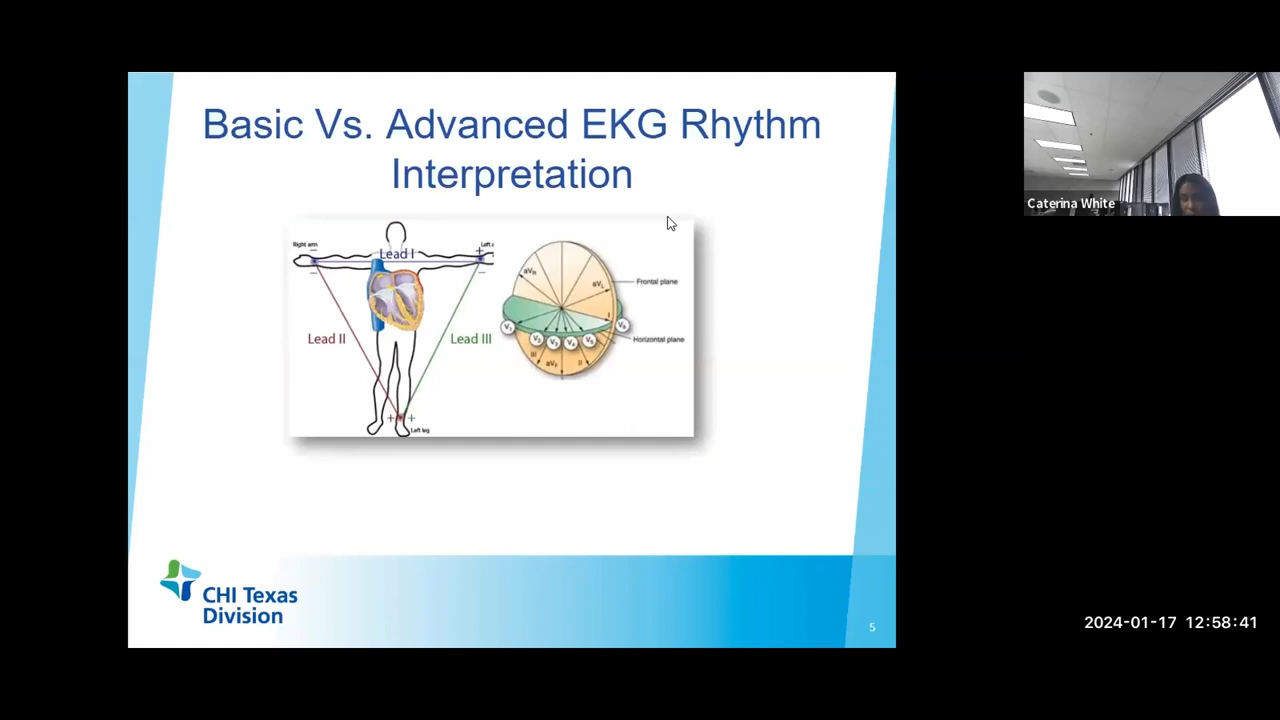 Basic Vs. Advanced EKG Rhythm
Interpretation
Right arm
Lead I
Left a
Lead II
Lead III
Left leg
aVR
aVL
Frontal plane
I
V1
V2
V3
V4
V5
V6
Horizontal plane
III
aVF
II
CHI Texas
Division
5
Caterina White
2024-01-17 12:58:41